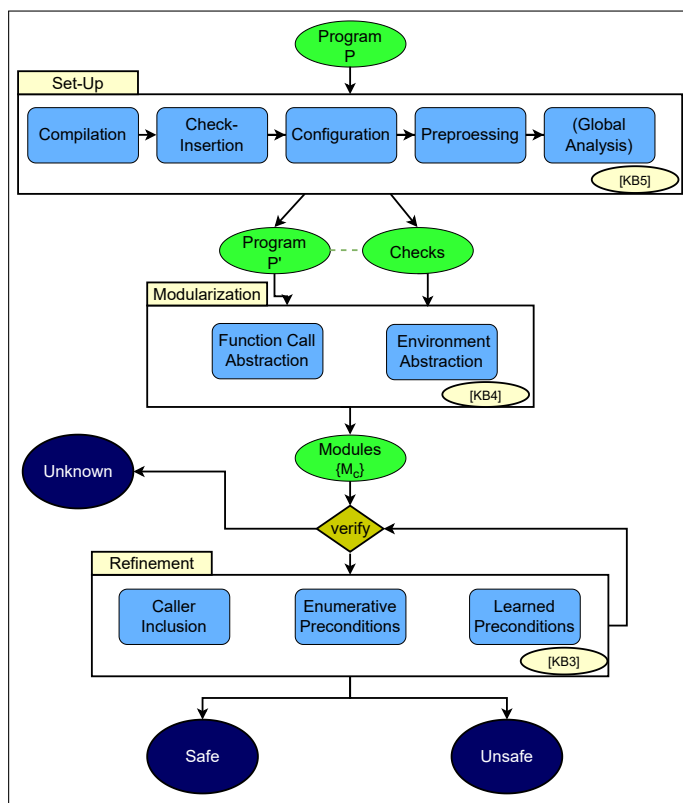 Program
P
Set-Up
Compilation
Check-
Insertion
Configuration
Preproessing
(Global
Analysis)
[KB5]
Program
P'
Checks
Modularization
Function Call
Abstraction
Environment
Abstraction
[KB4]
Modules
{M_c}
Unknown
verify
Refinement
Caller
Inclusion
Enumerative
Preconditions
Learned
Preconditions
[KB3]
Safe
Unsafe